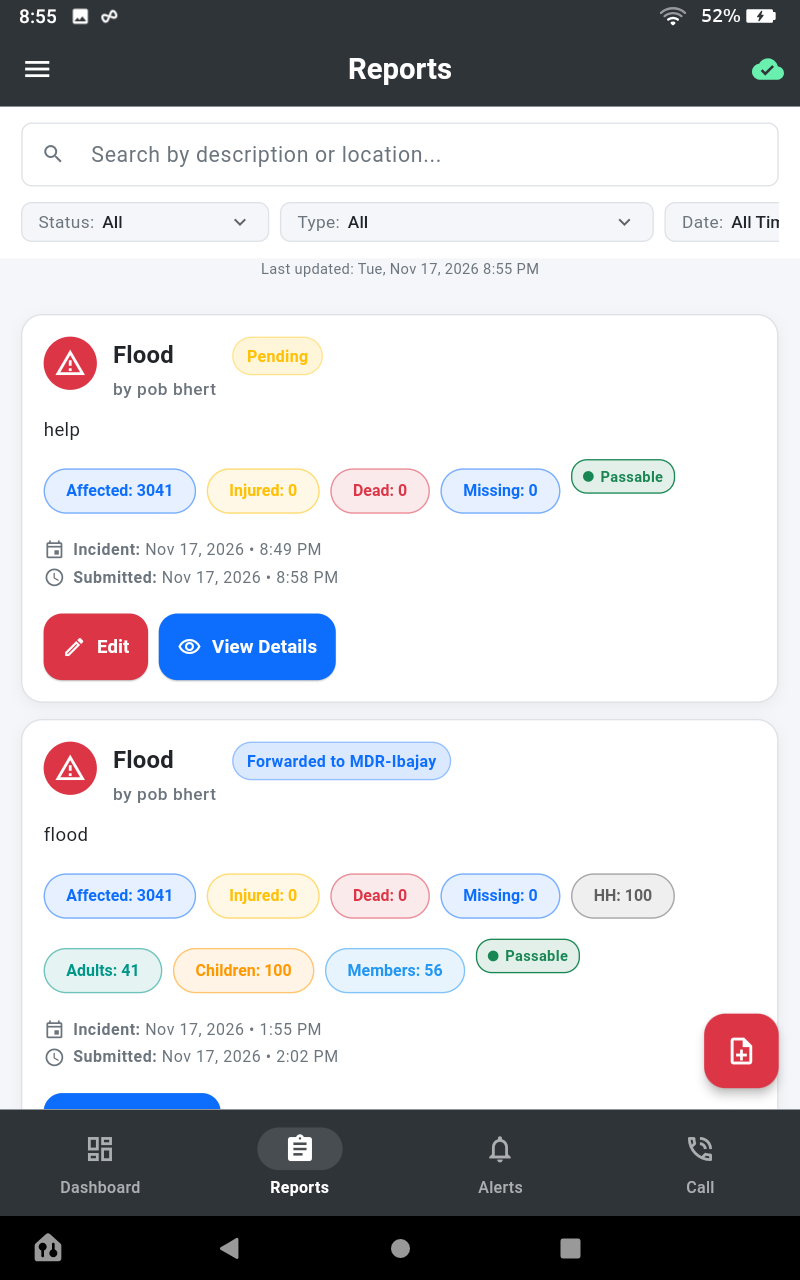 8:55 52%
Reports
Search by description or location...
Status: All Type: All Date: All Tim
Last updated: Tue, Nov 17, 2026 8:55 PM
Flood Pending
by pob bhert
help
Affected: 3041 Injured: 0 Dead: 0 Missing: 0 Passable
Incident: Nov 17, 2026 • 8:49 PM
Submitted: Nov 17, 2026 • 8:58 PM
Edit View Details
Flood Forwarded to MDR-Ibajay
by pob bhert
flood
Affected: 3041 Injured: 0 Dead: 0 Missing: 0 HH: 100
Adults: 41 Children: 100 Members: 56 Passable
Incident: Nov 17, 2026 • 1:55 PM
Submitted: Nov 17, 2026 • 2:02 PM
Dashboard Reports Alerts Call